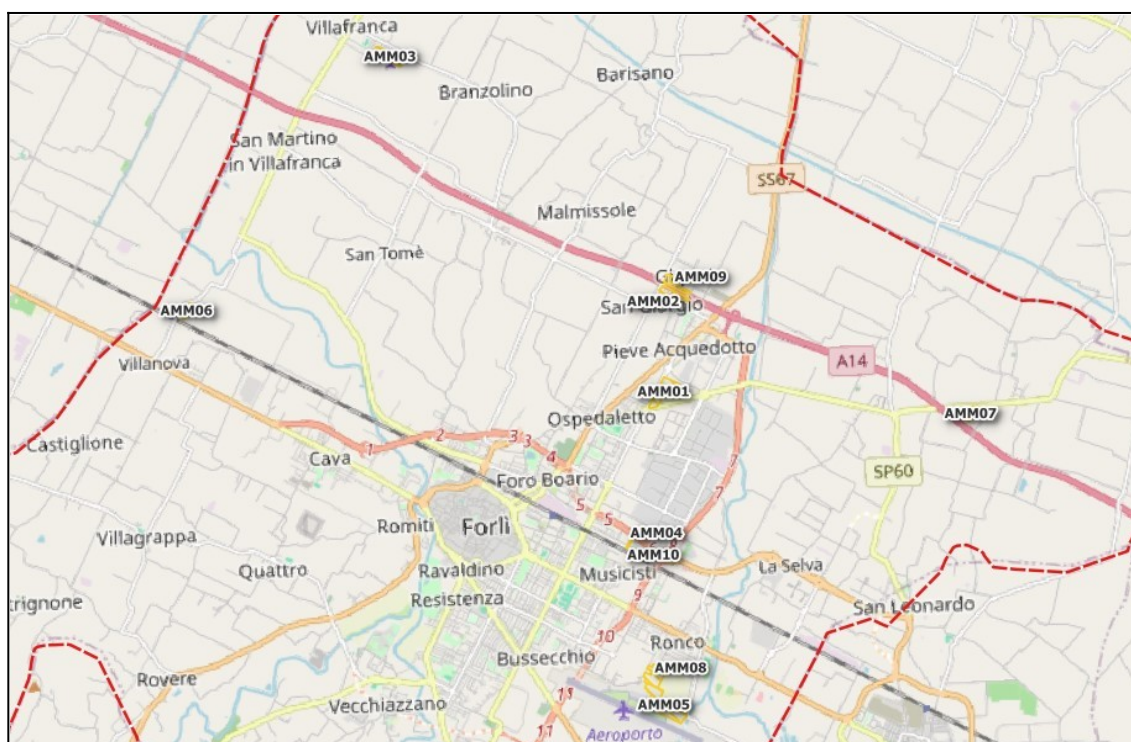 Villafranca
AMM03
Barisano
Branzolino
San Martino
in Villafranca
SS67
Malmissole
San Tomè
AMM09
AMM02
AMM06
Pieve Acquedotto
Villanova
A14
AMM01
Ospedaletto
AMM07
Castiglione
1
2
3
3
4
Cava
Foro Boario
SP60
7
7
5
5
Romiti
Forlì
Villagrappa
AMM04
AMM10
Quattro
Ravaldino
Musicisti
La Selva
trignone
Resistenza
9
San Leonardo
10
Ronco
Bussecchio
AMM08
Rovere
Vecchiazzano
AMM05
11
Aeroporto